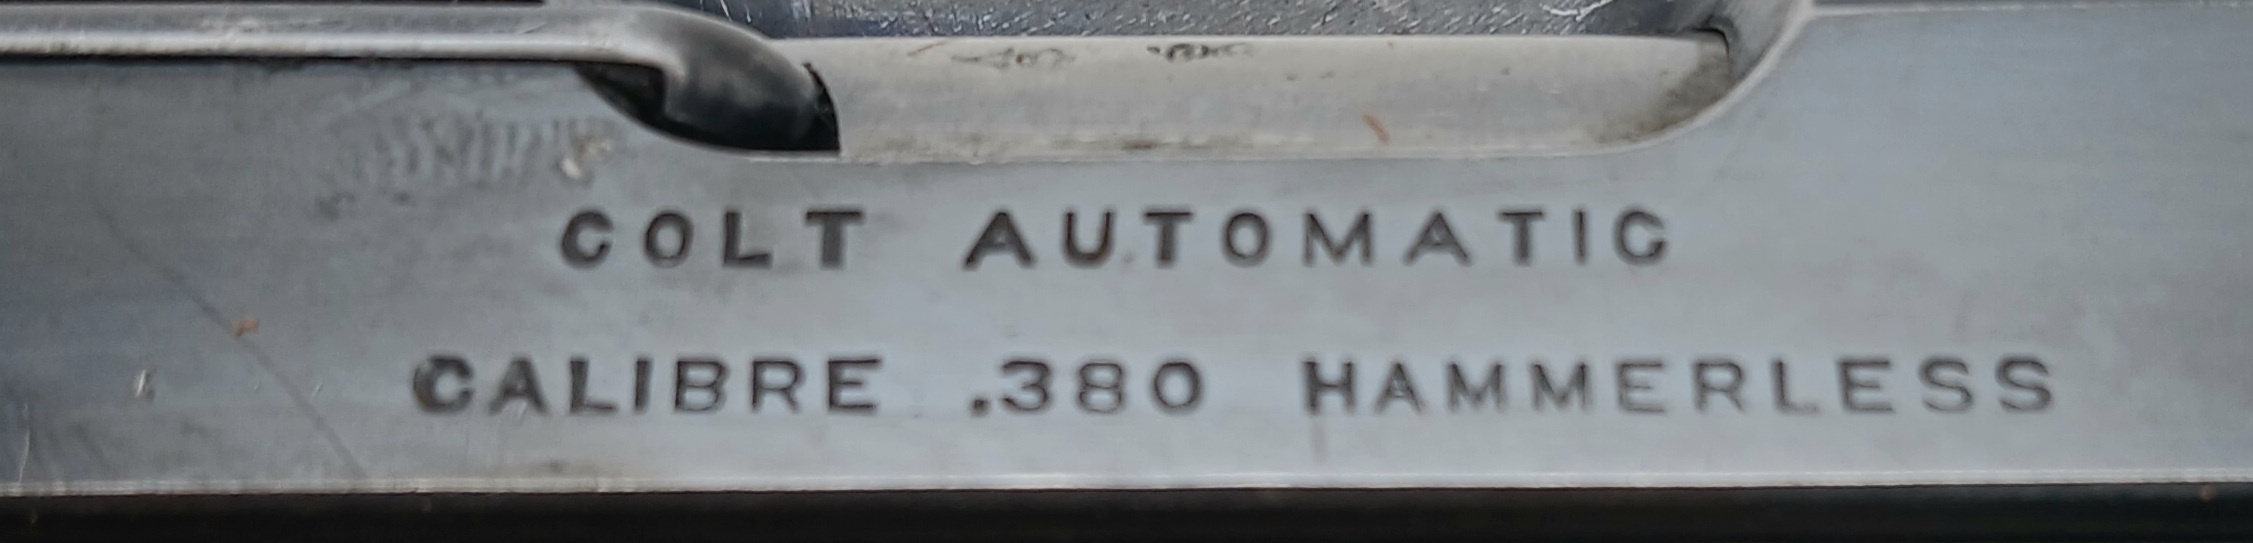 COLT AUTOMATIC
CALIBRE .380 HAMMERLESS